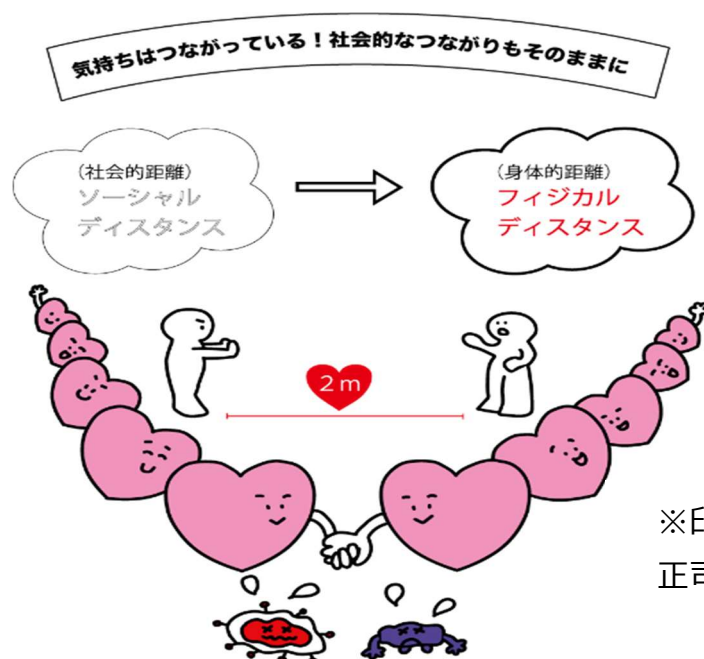 気持ちはつながっている！社会的なつながりもそのままに
(社会的距離)
ソーシャル
ディスタンス
(身体的距離)
フィジカル
ディスタンス
2m
※
正